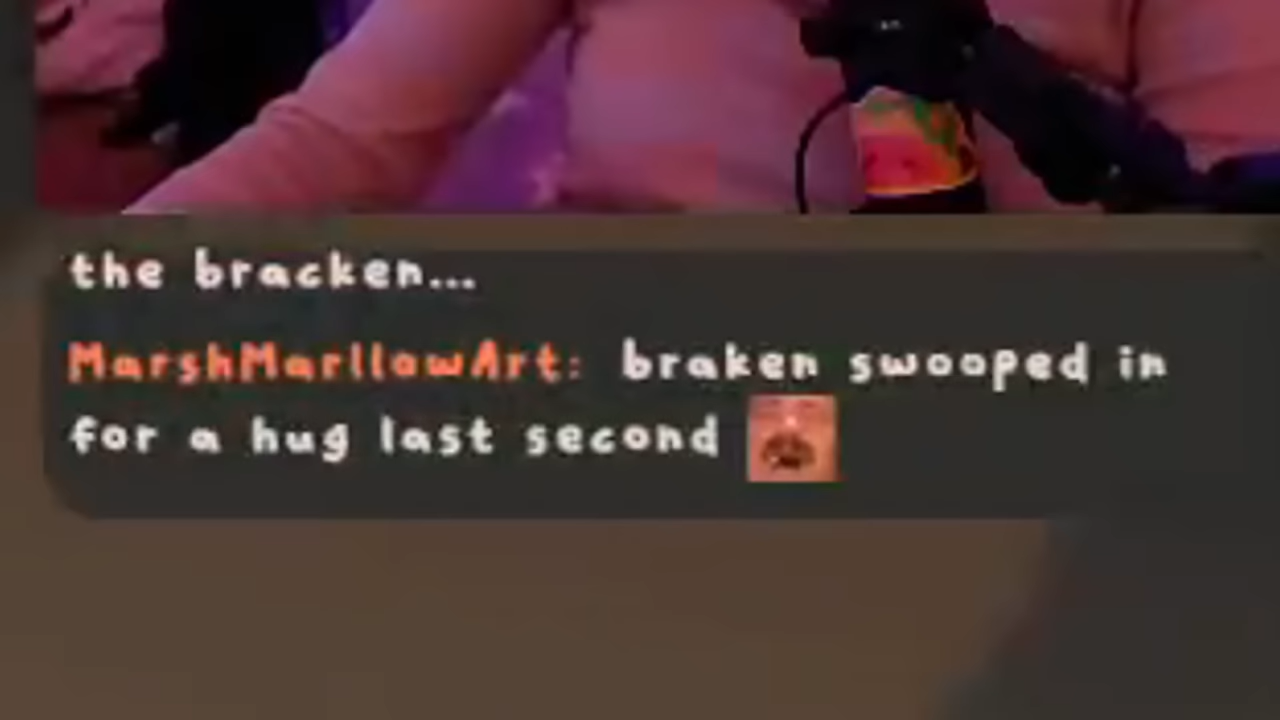 the bracken...
MarshMarllowArt: braken swooped in
for a hug last second